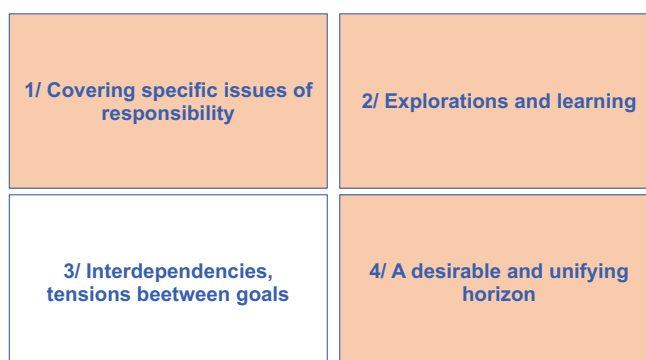 1/ Covering specific issues of
responsibility
2/ Explorations and learning
3/ Interdependencies,
tensions beetween goals
4/ A desirable and unifying
horizon